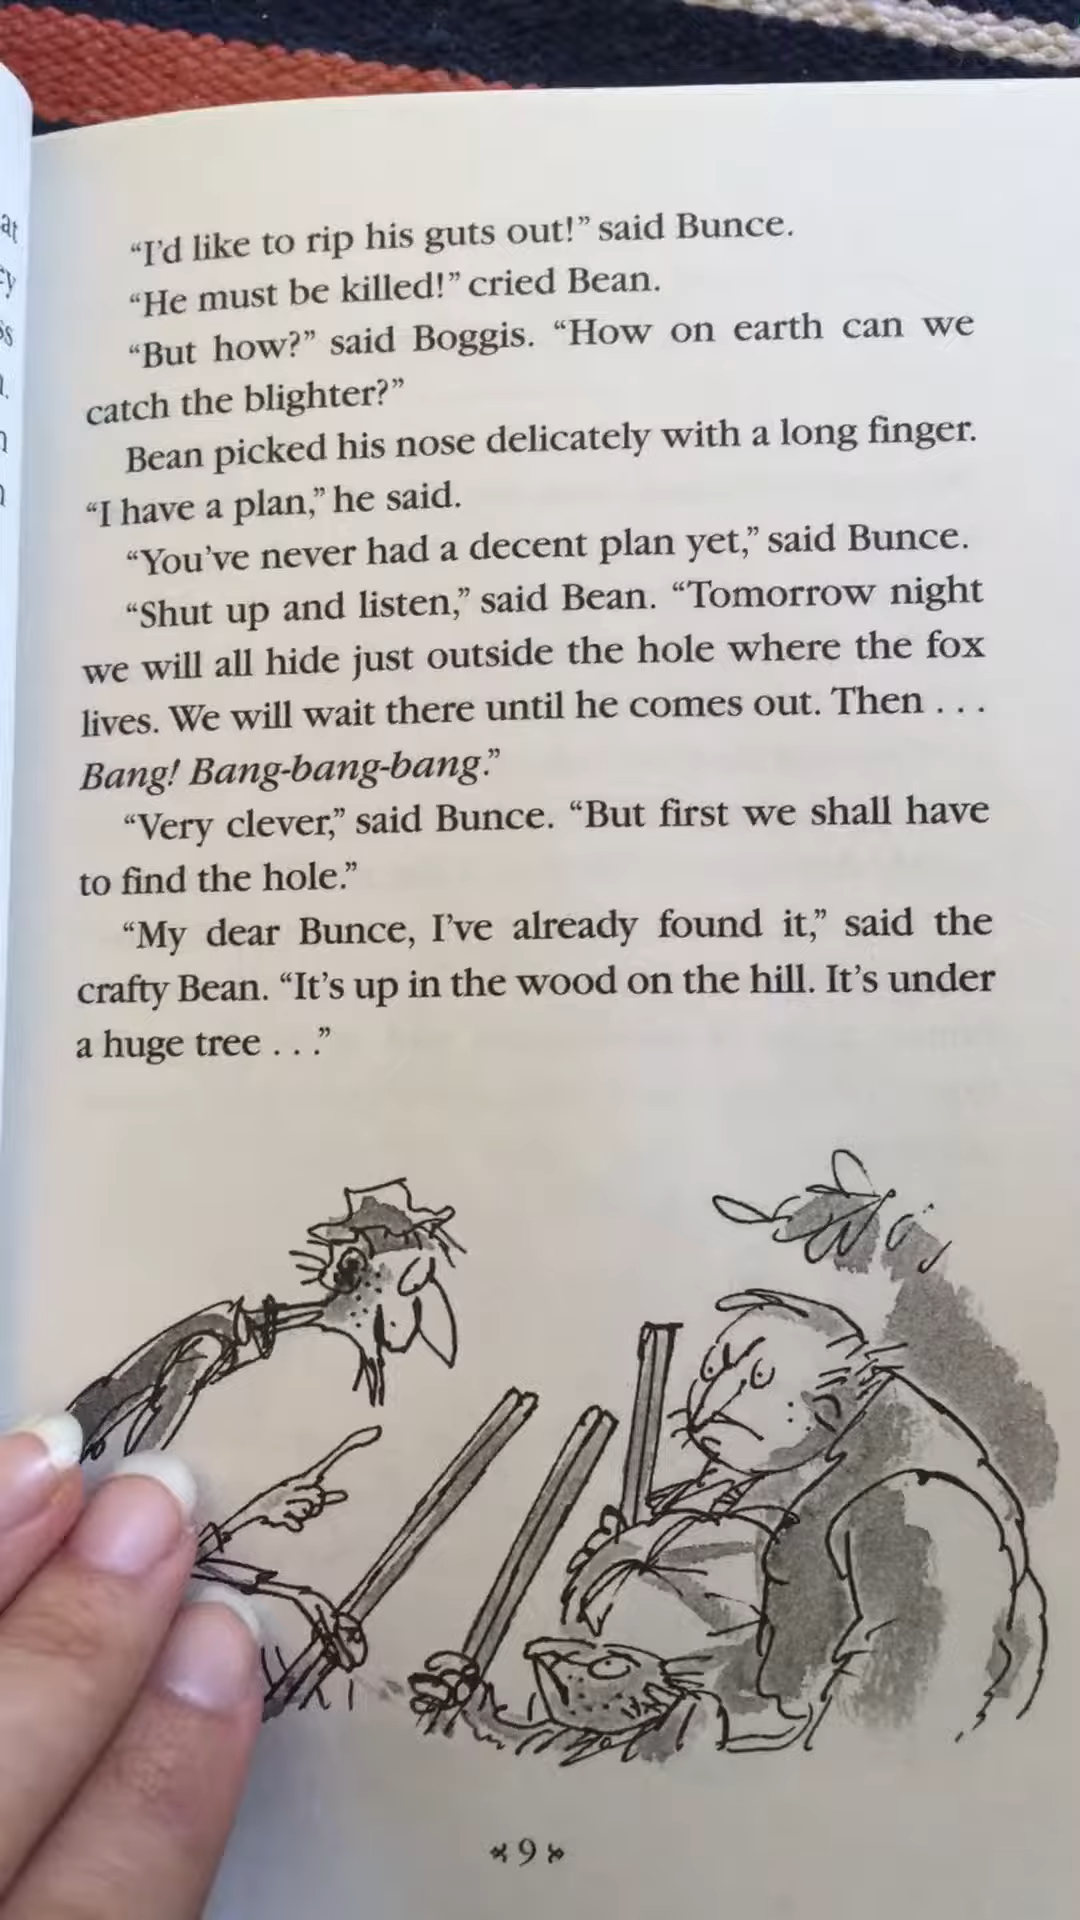 “I’d like to rip his guts out!” said Bunce.
“He must be killed!” cried Bean.
“But how?” said Boggis. “How on earth can we
catch the blighter?”
Bean picked his nose delicately with a long finger.
“I have a plan,” he said.
“You’ve never had a decent plan yet,” said Bunce.
“Shut up and listen,” said Bean. “Tomorrow night
we will all hide just outside the hole where the fox
lives. We will wait there until he comes out. Then . . .
Bang! Bang-bang-bang.”
“Very clever,” said Bunce. “But first we shall have
to find the hole.”
“My dear Bunce, I’ve already found it,” said the
crafty Bean. “It’s up in the wood on the hill. It’s under
a huge tree . . .”
9